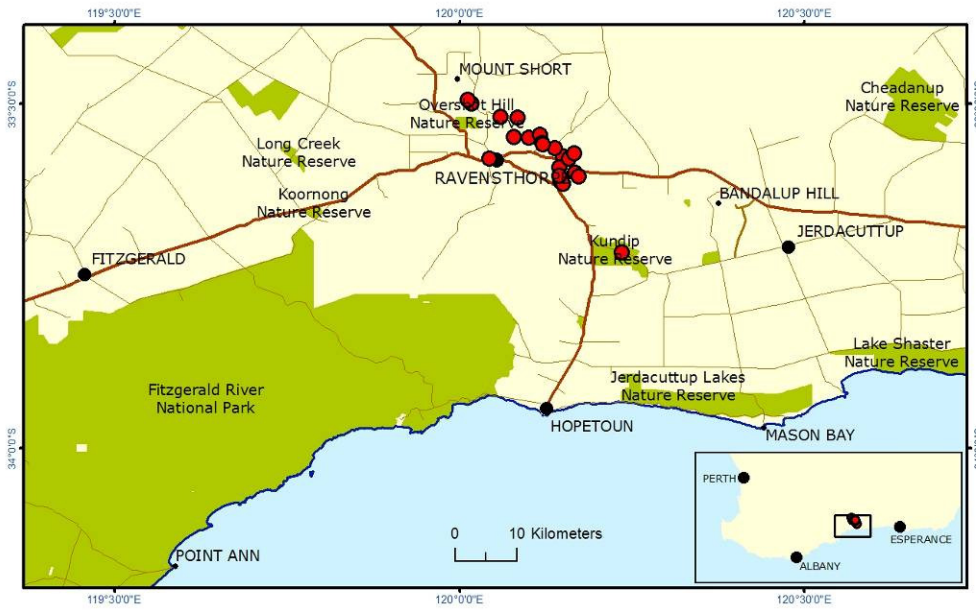 119°30'0"E
120°0'0"E
120°30'0"E
MOUNT SHORT
Overshot Hill
Nature Reserve
Cheadanup
Nature Reserve
33°30'0"S
Long Creek
Nature Reserve
RAVENSTHORPE
Koornong
Nature Reserve
BANDALUP HILL
JERDACUTTUP
FITZGERALD
Kundip
Nature Reserve
Lake Shaster
Nature Reserve
Fitzgerald River
National Park
Jerdacuttup Lakes
Nature Reserve
HOPETOUN
MASON BAY
34°0'0"S
PERTH
ESPERANCE
ALBANY
0 10 Kilometers
POINT ANN
119°30'0"E
120°0'0"E
120°30'0"E